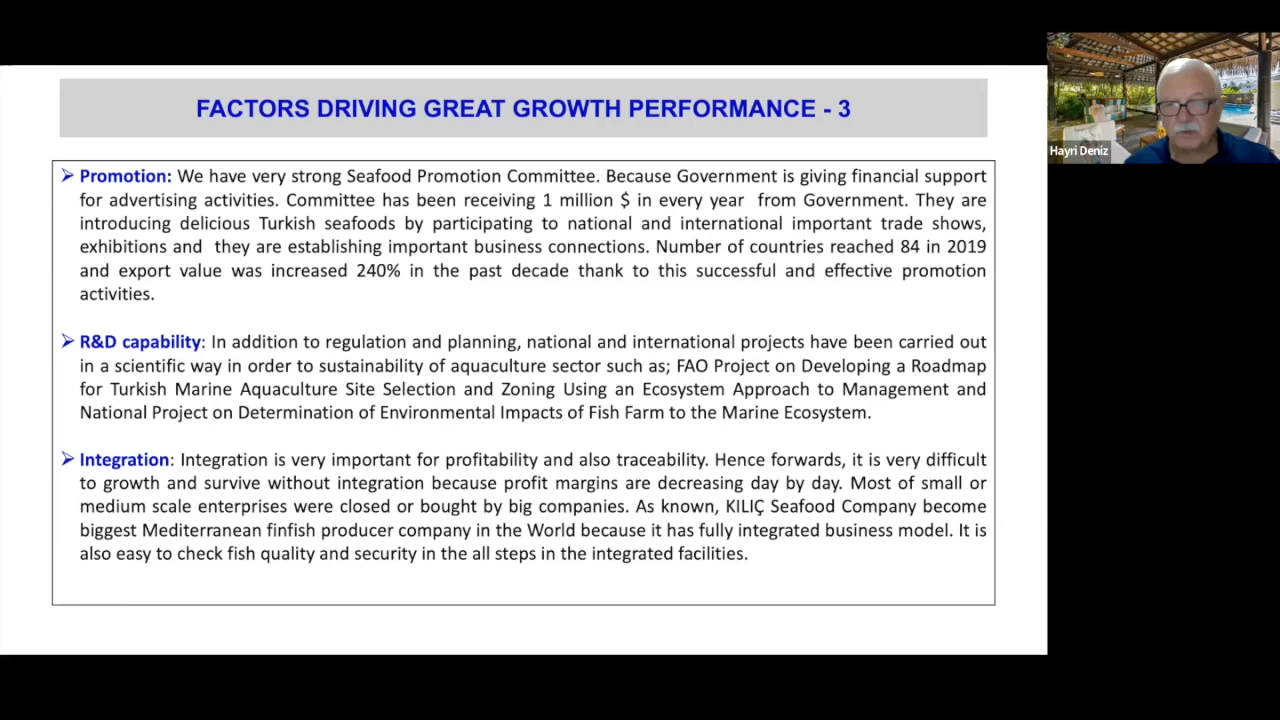 FACTORS DRIVING GREAT GROWTH PERFORMANCE - 3
Hayri Deniz
Promotion: We have very strong Seafood Promotion Committee. Because Government is giving financial support
for advertising activities. Committee has been receiving 1 million $ in every year from Government. They are
introducing delicious Turkish seafoods by participating to national and international important trade shows,
exhibitions and they are establishing important business connections. Number of countries reached 84 in 2019
and export value was increased 240% in the past decade thank to this successful and effective promotion
activities.
R&D capability: In addition to regulation and planning, national and international projects have been carried out
in a scientific way in order to sustainability of aquaculture sector such as; FAO Project on Developing a Roadmap
for Turkish Marine Aquaculture Site Selection and Zoning Using an Ecosystem Approach to Management and
National Project on Determination of Environmental Impacts of Fish Farm to the Marine Ecosystem.
Integration: Integration is very important for profitability and also traceability. Hence forwards, it is very difficult
to growth and survive without integration because profit margins are decreasing day by day. Most of small or
medium scale enterprises were closed or bought by big companies. As known, KILIÇ Seafood Company become
biggest Mediterranean finfish producer company in the World because it has fully integrated business model. It is
also easy to check fish quality and security in the all steps in the integrated facilities.